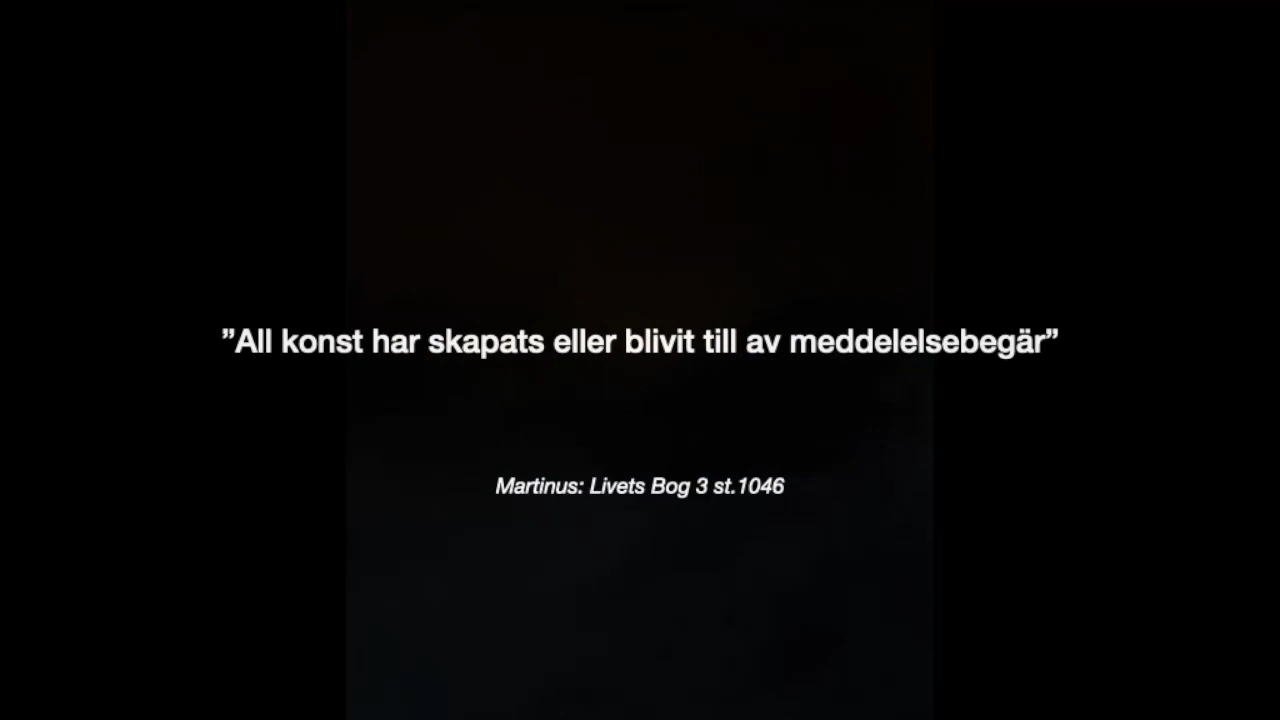 ”All konst har skapats eller blivit till av meddelelsebegär”
Martinus: Livets Bog 3 st.1046